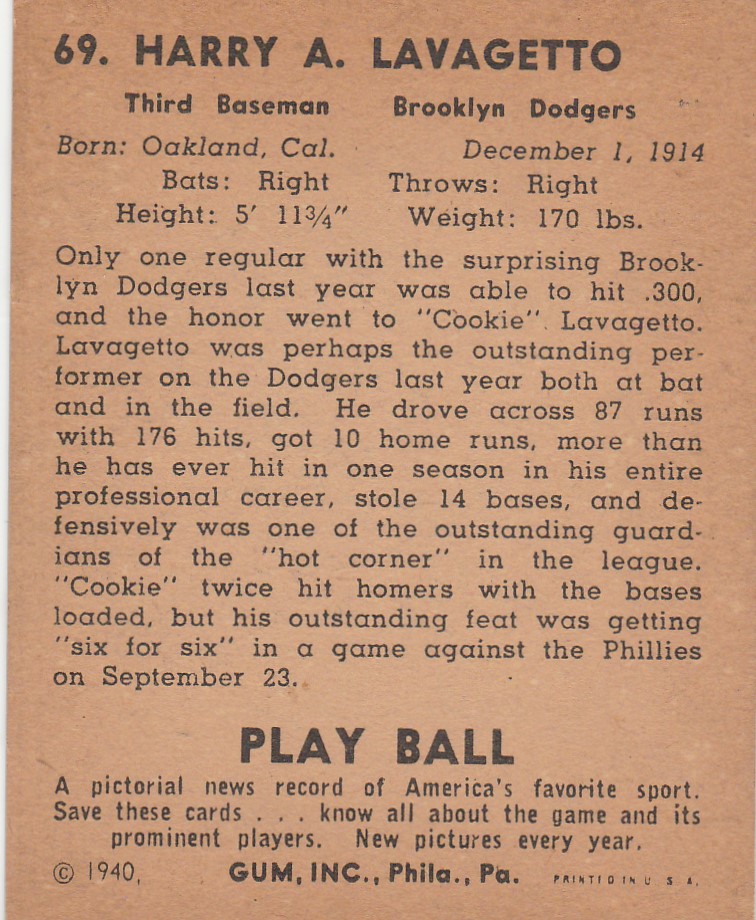 69. HARRY A. LAVAGETTO
Third Baseman Brooklyn Dodgers
Born: Oakland, Cal. December 1, 1914
Bats: Right Throws: Right
Height: 5' 11¾" Weight: 170 lbs.
Only one regular with the surprising Brook-
lyn Dodgers last year was able to hit .300,
and the honor went to "Cookie" Lavagetto.
Lavagetto was perhaps the outstanding per-
former on the Dodgers last year both at bat
and in the field. He drove across 87 runs
with 176 hits, got 10 home runs, more than
he has ever hit in one season in his entire
professional career, stole 14 bases, and de-
fensively was one of the outstanding guard-
ians of the "hot corner" in the league.
"Cookie" twice hit homers with the bases
loaded, but his outstanding feat was getting
"six for six" in a game against the Phillies
on September 23.
PLAY BALL
A pictorial news record of America's favorite sport.
Save these cards . . . know all about the game and its
prominent players. New pictures every year.
© 1940, GUM, INC., Phila., Pa. PRINTED IN U S A.